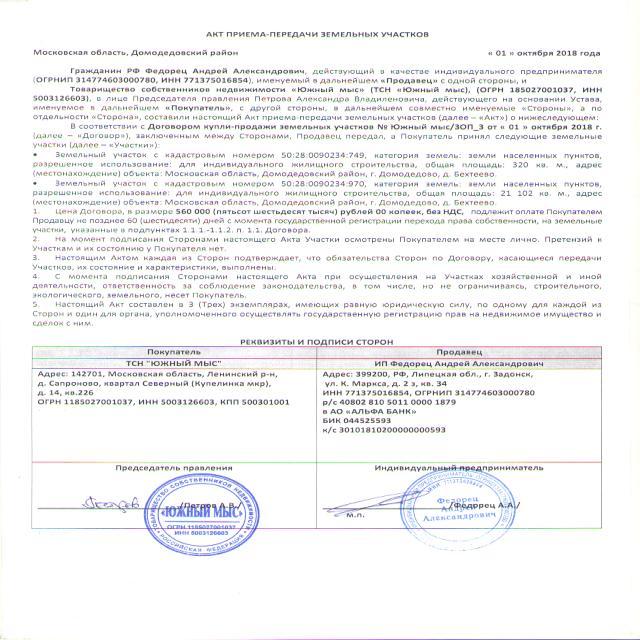 АКТ ПРИЕМА-ПЕРЕДАЧИ ЗЕМЕЛЬНЫХ УЧАСТКОВ
Московская область, Домодедовский район « 01 » октября 2018 года
Гражданин РФ Федорец Андрей Александрович, действующий в качестве индивидуального предпринимателя
(ОГРНИП 314774603000780, ИНН 771375016854), именуемый в дальнейшем «Продавец» с одной стороны, и
Товарищество собственников недвижимости «Южный мыс» (ТСН «Южный мыс), (ОГРН 185027001037, ИНН
5003126603), в лице Председателя правления Петрова Александра Владиленовича, действующего на основании Устава,
именуемое в дальнейшем «Покупатель», с другой стороны, в дальнейшем совместно именуемые «Стороны», а по
отдельности «Сторона», составили настоящий Акт приема-передачи земельных участков (далее – «Акт») о нижеследующем:
В соответствии с Договором купли-продажи земельных участков № Южный мыс/ЗОП_3 от « 01 » октября 2018 г.
(далее – «Договор»), заключенным между Сторонами, Продавец передал, а Покупатель принял следующие земельные
участки (далее – «Участки»):
• Земельный участок с кадастровым номером 50:28:0090234:749, категория земель: земли населенных пунктов,
разрешенное использование: для индивидуального жилищного строительства, общая площадь: 320 кв. м., адрес
(местонахождение) объекта: Московская область, Домодедовский район, г. Домодедово, д. Бехтеево.
• Земельный участок с кадастровым номером 50:28:0090234:970, категория земель: земли населенных пунктов,
разрешенное использование: для индивидуального жилищного строительства, общая площадь: 21 102 кв. м., адрес
(местонахождение) объекта: Московская область, Домодедовский район, г. Домодедово, д. Бехтеево.
1. Цена Договора, в размере 560 000 (пятьсот шестьдесят тысяч) рублей 00 копеек, без НДС, подлежит оплате Покупателем
Продавцу не позднее 60 (шестидесяти) дней с момента государственной регистрации перехода права собственности, на земельные
участки, указанные в подпунктах 1.1.1.-1.1.2. п. 1.1. Договора.
2. На момент подписания Сторонами настоящего Акта Участки осмотрены Покупателем на месте лично. Претензий к
Участкам и их состоянию у Покупателя нет.
3. Настоящим Актом каждая из Сторон подтверждает, что обязательства Сторон по Договору, касающиеся передачи
Участков, их состояние и характеристики, выполнены.
4. С момента подписания Сторонами настоящего Акта при осуществлении на Участках хозяйственной и иной
деятельности, ответственность за соблюдение законодательства, в том числе, но не ограничиваясь, строительного,
экологического, земельного, несет Покупатель.
5. Настоящий Акт составлен в 3 (Трех) экземплярах, имеющих равную юридическую силу, по одному для каждой из
Сторон и один для органа, уполномоченного осуществлять государственную регистрацию прав на недвижимое имущество и
сделок с ним.
РЕКВИЗИТЫ И ПОДПИСИ СТОРОН
Покупатель
ТСН "ЮЖНЫЙ МЫС"
Адрес: 142701, Московская область, Ленинский р-н,
д. Сапроново, квартал Северный (Купелинка мкр),
д. 14, кв.226
ОГРН 1185027001037, ИНН 5003126603, КПП 500301001
Председатель правления
/Петров А.В./
ТОВАРИЩЕСТВО СОБСТВЕННИКОВ НЕДВИЖИМОСТИ
«ЮЖНЫЙ МЫС»
ОГРН 1185027001037
ИНН 5003126603
РОССИЙСКАЯ ФЕДЕРАЦИЯ
Продавец
ИП Федорец Андрей Александрович
Адрес: 399200, РФ, Липецкая обл., г. Задонск,
ул. К. Маркса, д. 2 э, кв. 34
ИНН 771375016854, ОГРНИП 314774603000780
р/с 40802 810 5011 0000 1879
в АО «АЛЬФА БАНК»
БИК 044525593
к/с 30101810200000000593
Индивидуальный предприниматель
/Федорец А.А./
м.п.
Федорец
Андрей
Александрович